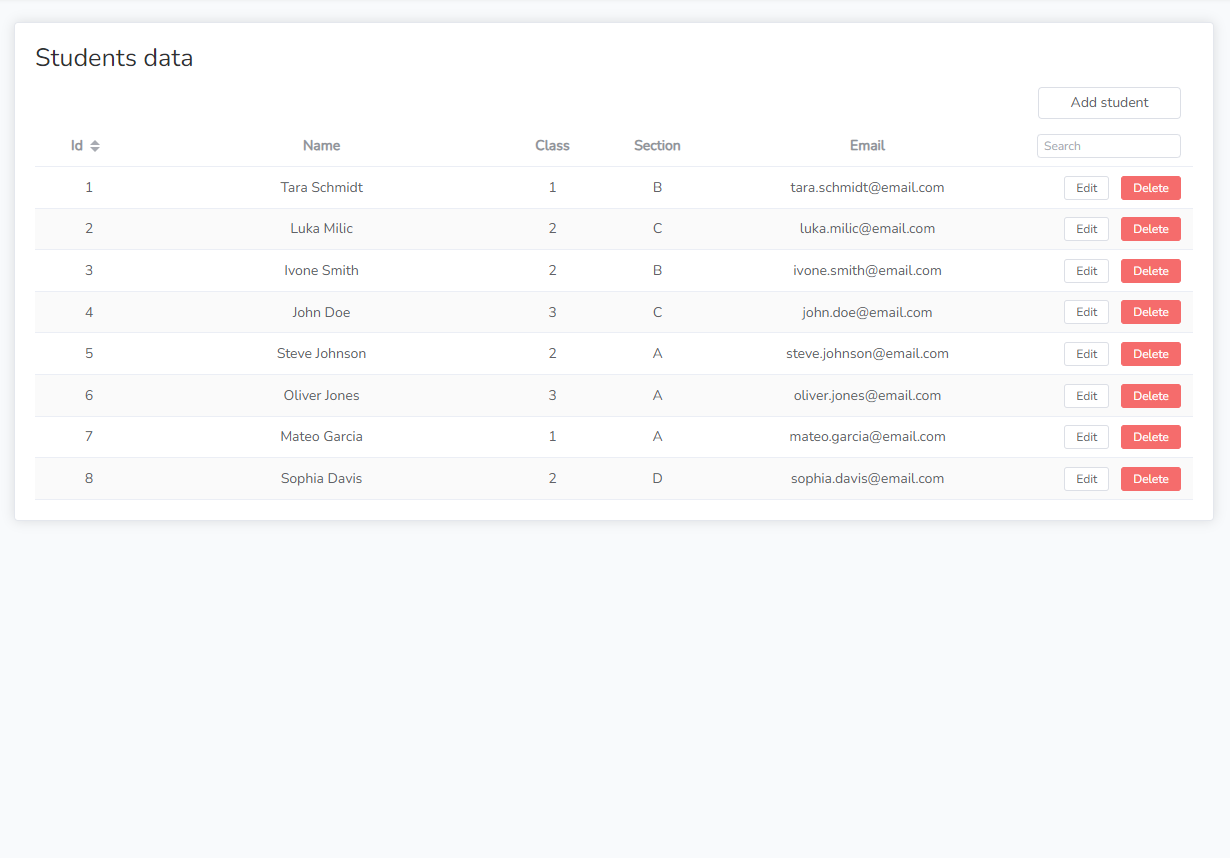 Students data
Add student
Id Name Class Section Email Search
1 Tara Schmidt 1 B tara.schmidt@email.com Edit Delete
2 Luka Milic 2 C luka.milic@email.com Edit Delete
3 Ivone Smith 2 B ivone.smith@email.com Edit Delete
4 John Doe 3 C john.doe@email.com Edit Delete
5 Steve Johnson 2 A steve.johnson@email.com Edit Delete
6 Oliver Jones 3 A oliver.jones@email.com Edit Delete
7 Mateo Garcia 1 A mateo.garcia@email.com Edit Delete
8 Sophia Davis 2 D sophia.davis@email.com Edit Delete